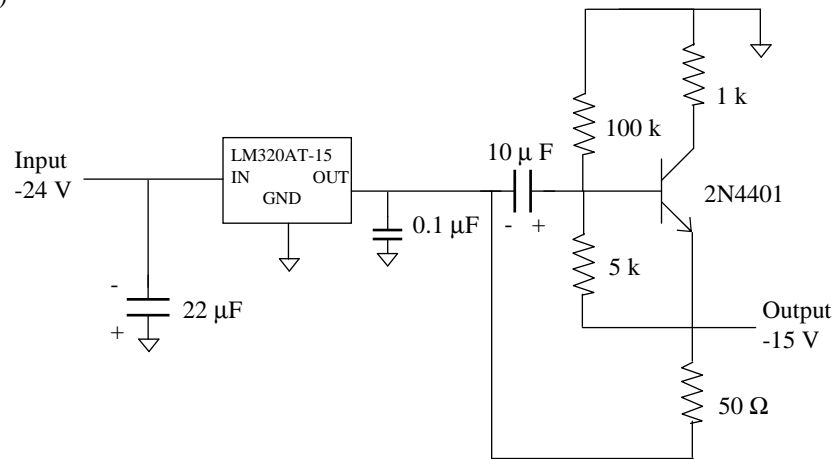 )
1 k
100 k
Input
-24 V
LM320AT-15
IN OUT
GND
10 μ F
- +
2N4401
0.1 μF
5 k
-
+
22 μF
Output
-15 V
50 Ω